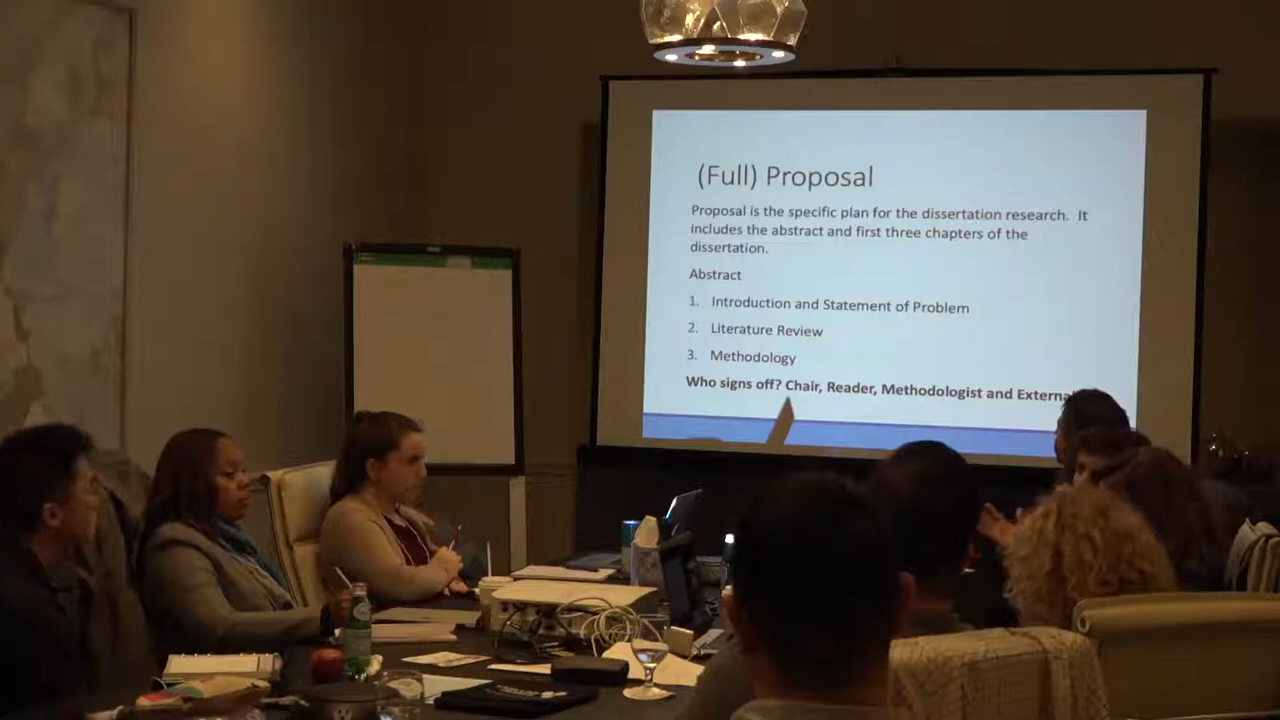 (Full) Proposal
Proposal is the specific plan for the dissertation research. It
includes the abstract and first three chapters of the
dissertation.
Abstract
1. Introduction and Statement of Problem
2. Literature Review
3. Methodology
Who signs off? Chair, Reader, Methodologist and Externa